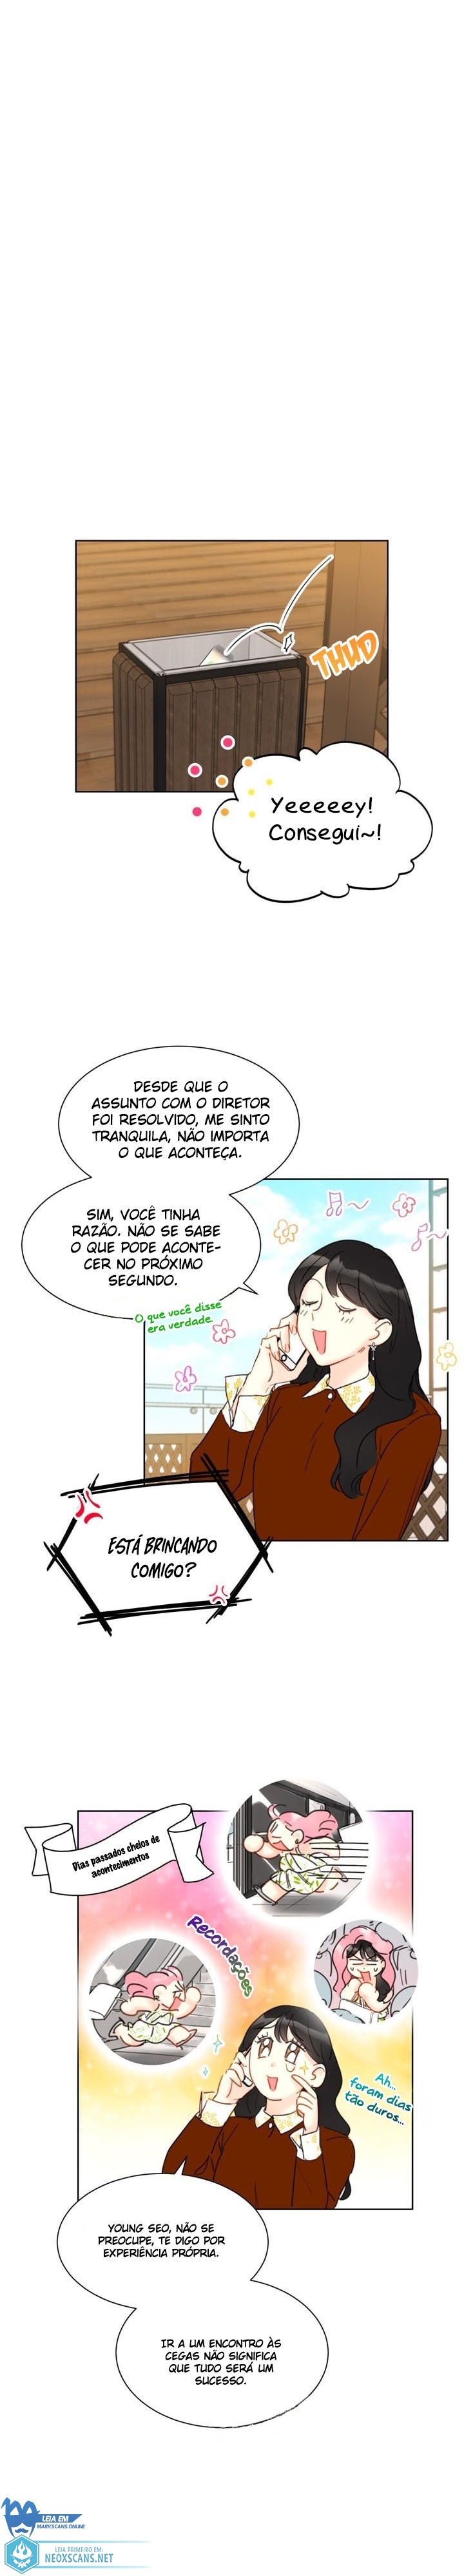 THUD
Yeeeeey!
Consegui~!
DESDE QUE O
ASSUNTO COM O DIRETOR
FOI RESOLVIDO, ME SINTO
TRANQUILA, NÃO IMPORTA
O QUE ACONTEÇA.
SIM, VOCÊ TINHA
RAZÃO. NÃO SE SABE
O QUE PODE ACONTE-
CER NO PRÓXIMO
SEGUNDO.
O que você disse
era verdade
ESTÁ BRINCANDO
COMIGO?
Dias passados cheios de
acontecimentos
Recordações
Ah...
foram dias
tão duros...
YOUNG SEO, NÃO SE
PREOCUPE, TE DIGO POR
EXPERIÊNCIA PRÓPRIA.
IR A UM ENCONTRO ÀS
CEGAS NÃO SIGNIFICA
QUE TUDO SERÁ UM
SUCESSO.
LEIA EM
MARKSCANS.ONLINE
LEIA PRIMEIRO EM:
NEOXSCANS.NET